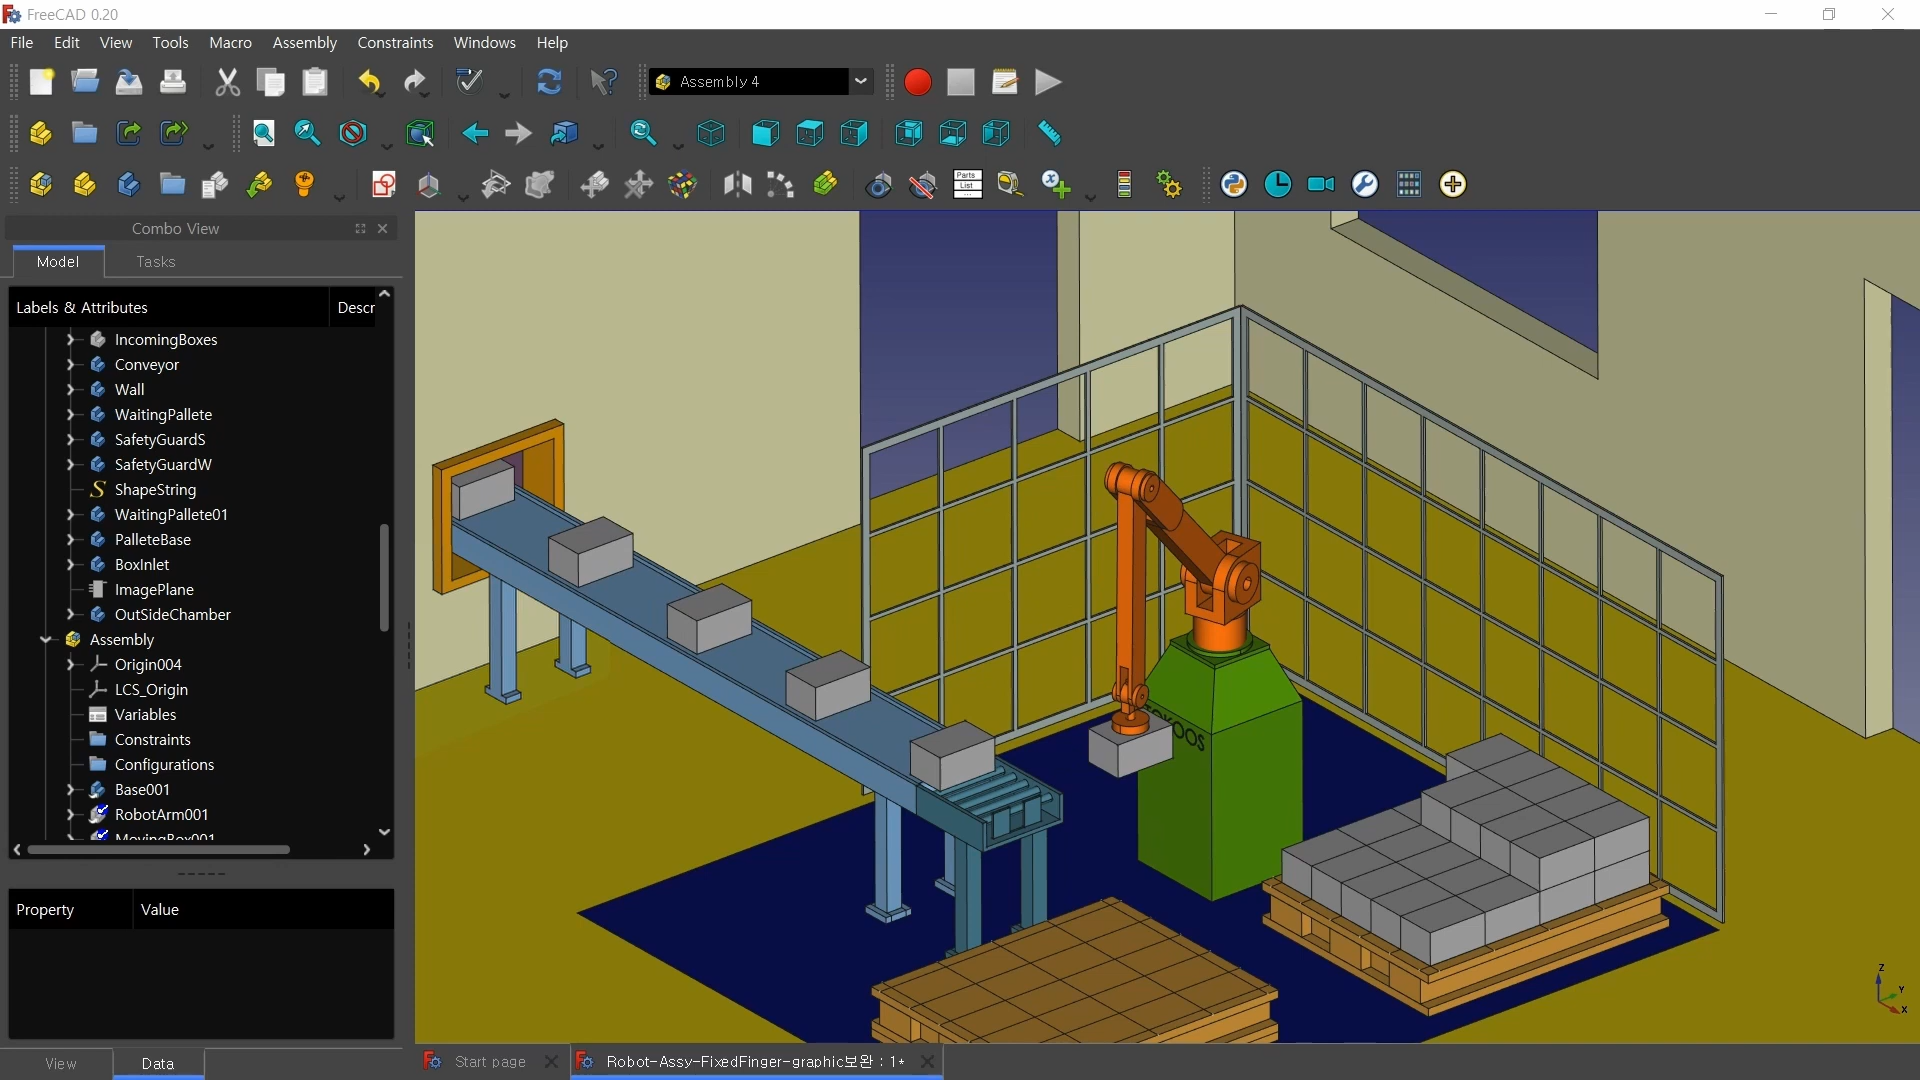 FreeCAD 0.20
File Edit View Tools Macro Assembly Constraints Windows Help
Assembly 4
Parts
List
Combo View
Model Tasks
Labels & Attributes Descr
IncomingBoxes
Conveyor
Wall
WaitingPallete
SafetyGuardS
SafetyGuardW
ShapeString
WaitingPallete01
PalleteBase
BoxInlet
ImagePlane
OutSideChamber
Assembly
Origin004
LCS_Origin
Variables
Constraints
Configurations
Base001
RobotArm001
MovingBox001
Property Value
View Data
Start page
Robot-Assy-FixedFinger-graphic보완 : 1*
Z
Y
X